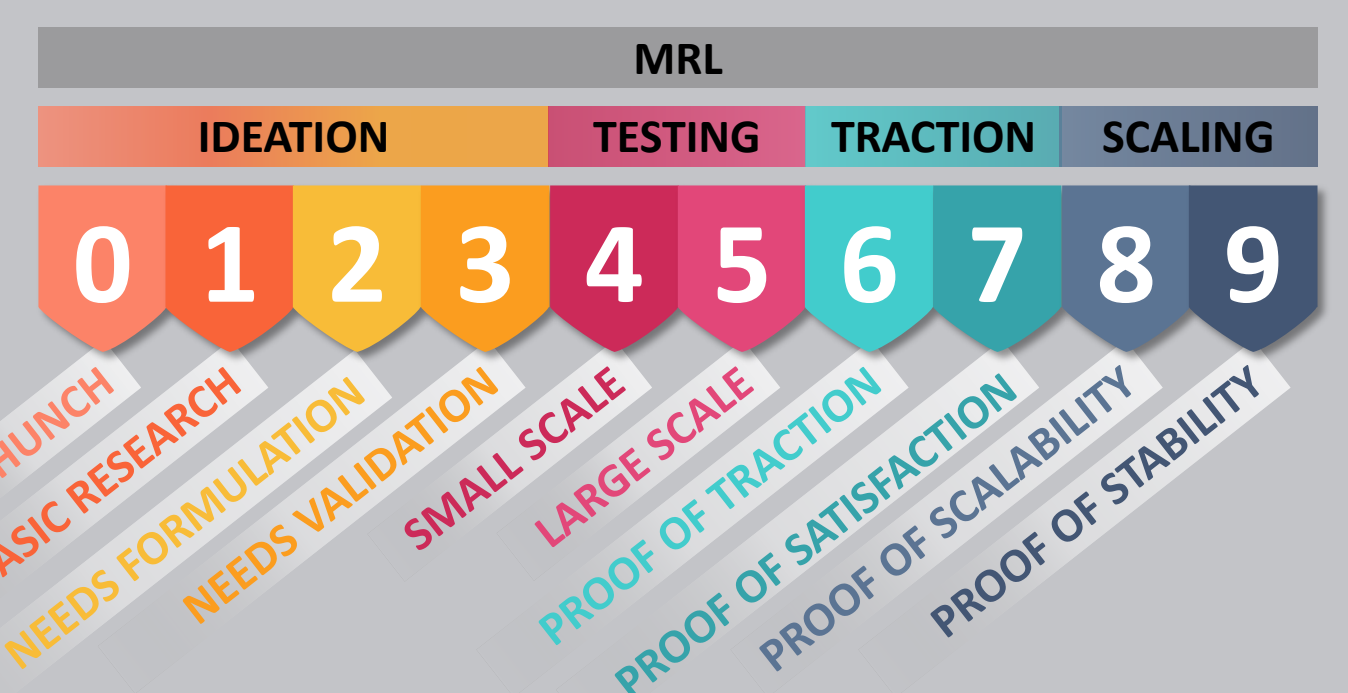 MRL
IDEATION TESTING TRACTION SCALING
0 1 2 3 4 5 6 7 8 9
HUNCH
ASIC RESEARCH
NEEDS FORMULATION
NEEDS VALIDATION
SMALL SCALE
LARGE SCALE
PROOF OF TRACTION
PROOF OF SATISFACTION
PROOF OF SCALABILITY
PROOF OF STABILITY